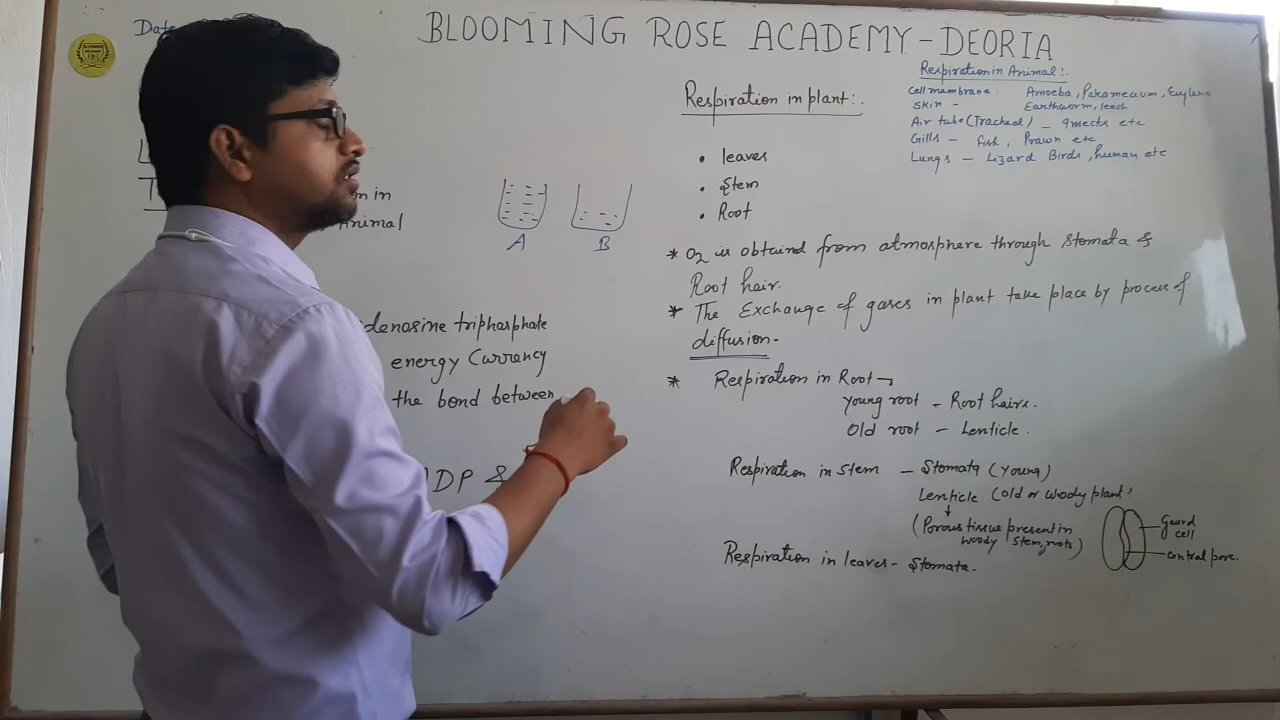 BLOOMING ROSE ACADEMY-DEORIA
Date
L
T
m in
Animal
A
B
denosine triphosphate
energy Currency
the bond between
DP &
Respiration in plant:.
• leaves
• Stem
• Root
* O2 is obtained from atmosphere through Stomata &
Root hair.
* The Exchange of gases in plant take place by process of
diffusion.
* Respiration in Root
Young root - Root hairs.
Old root - Lenticle.
Respiration in Stem - Stomata (young)
Lenticle (old or woody plant)
(Porous tissue present in
woody stem, roots)
Respiration in leaves - Stomata.
Gaurd
cell
central pore.
Respiration in Animal:.
Cell membrane - Amoeba, Paramecium, Euglena
Skin - Earthworm, leech
Air tube (Tracheal) - insects etc
Gills - fish, Prawn etc
Lungs - Lizard Birds, human etc